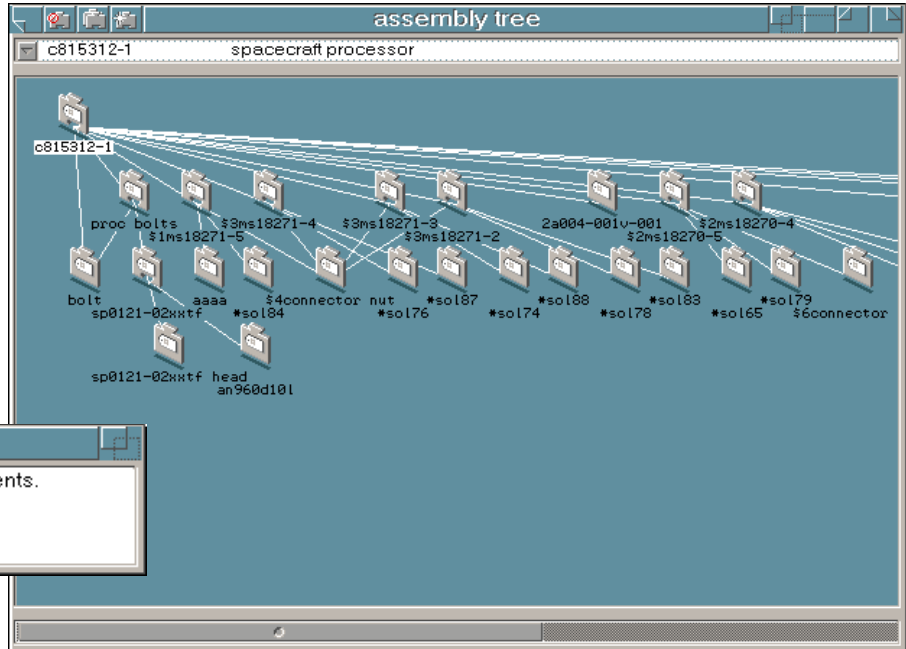 assembly tree
c815312-1 spacecraft processor
c815312-1
proc bolts $3ms18271-4 $3ms18271-3 2a004-001v-001 $2ms18270-4
$1ms18271-5 $3ms18271-2 $2ms18270-5
bolt aaaa $4connector nut *sol87 *sol88 *sol83 *sol79
sp0121-02xxtf *sol84 *sol76 *sol74 *sol78 *sol65 $6connector
sp0121-02xxtf head
an960d10l
ents.